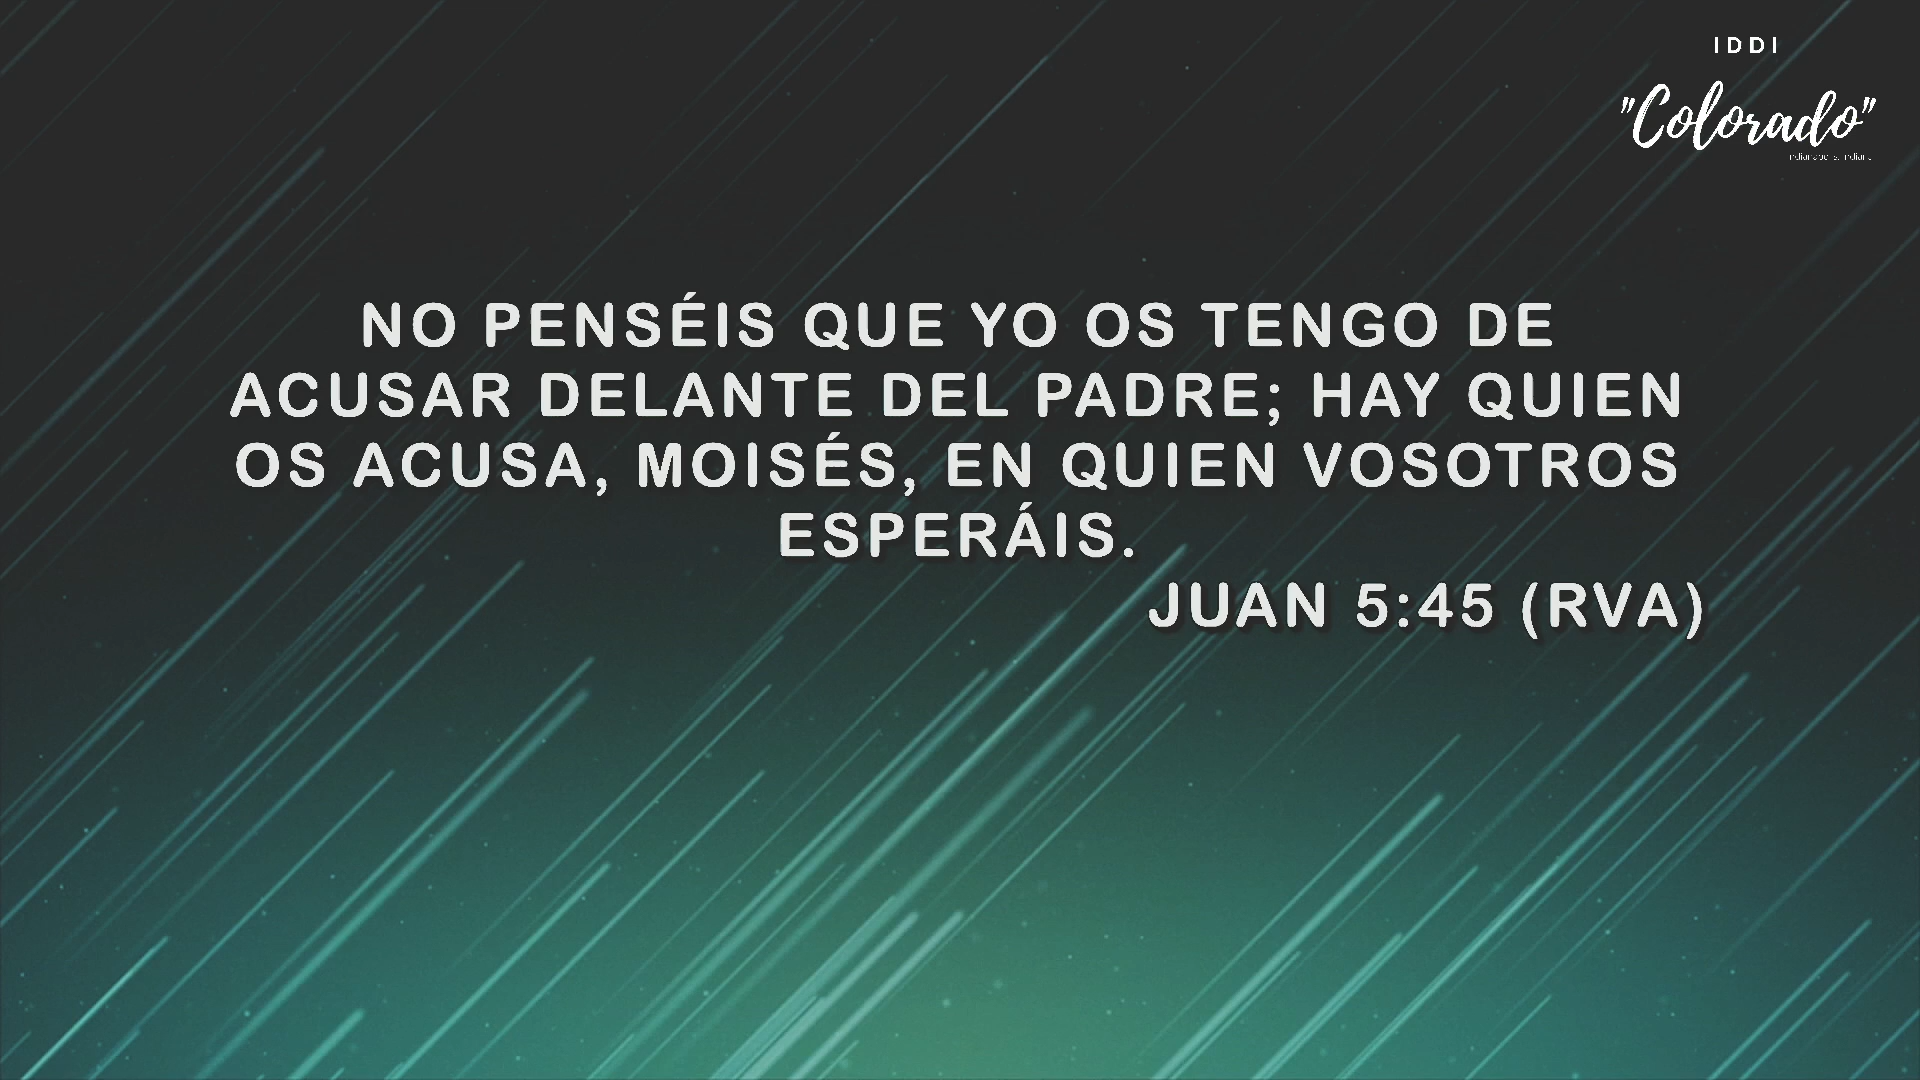 IDDI
"Colorado"
NO PENSÉIS QUE YO OS TENGO DE
ACUSAR DELANTE DEL PADRE; HAY QUIEN
OS ACUSA, MOISÉS, EN QUIEN VOSOTROS
ESPERÁIS.
JUAN 5:45 (RVA)